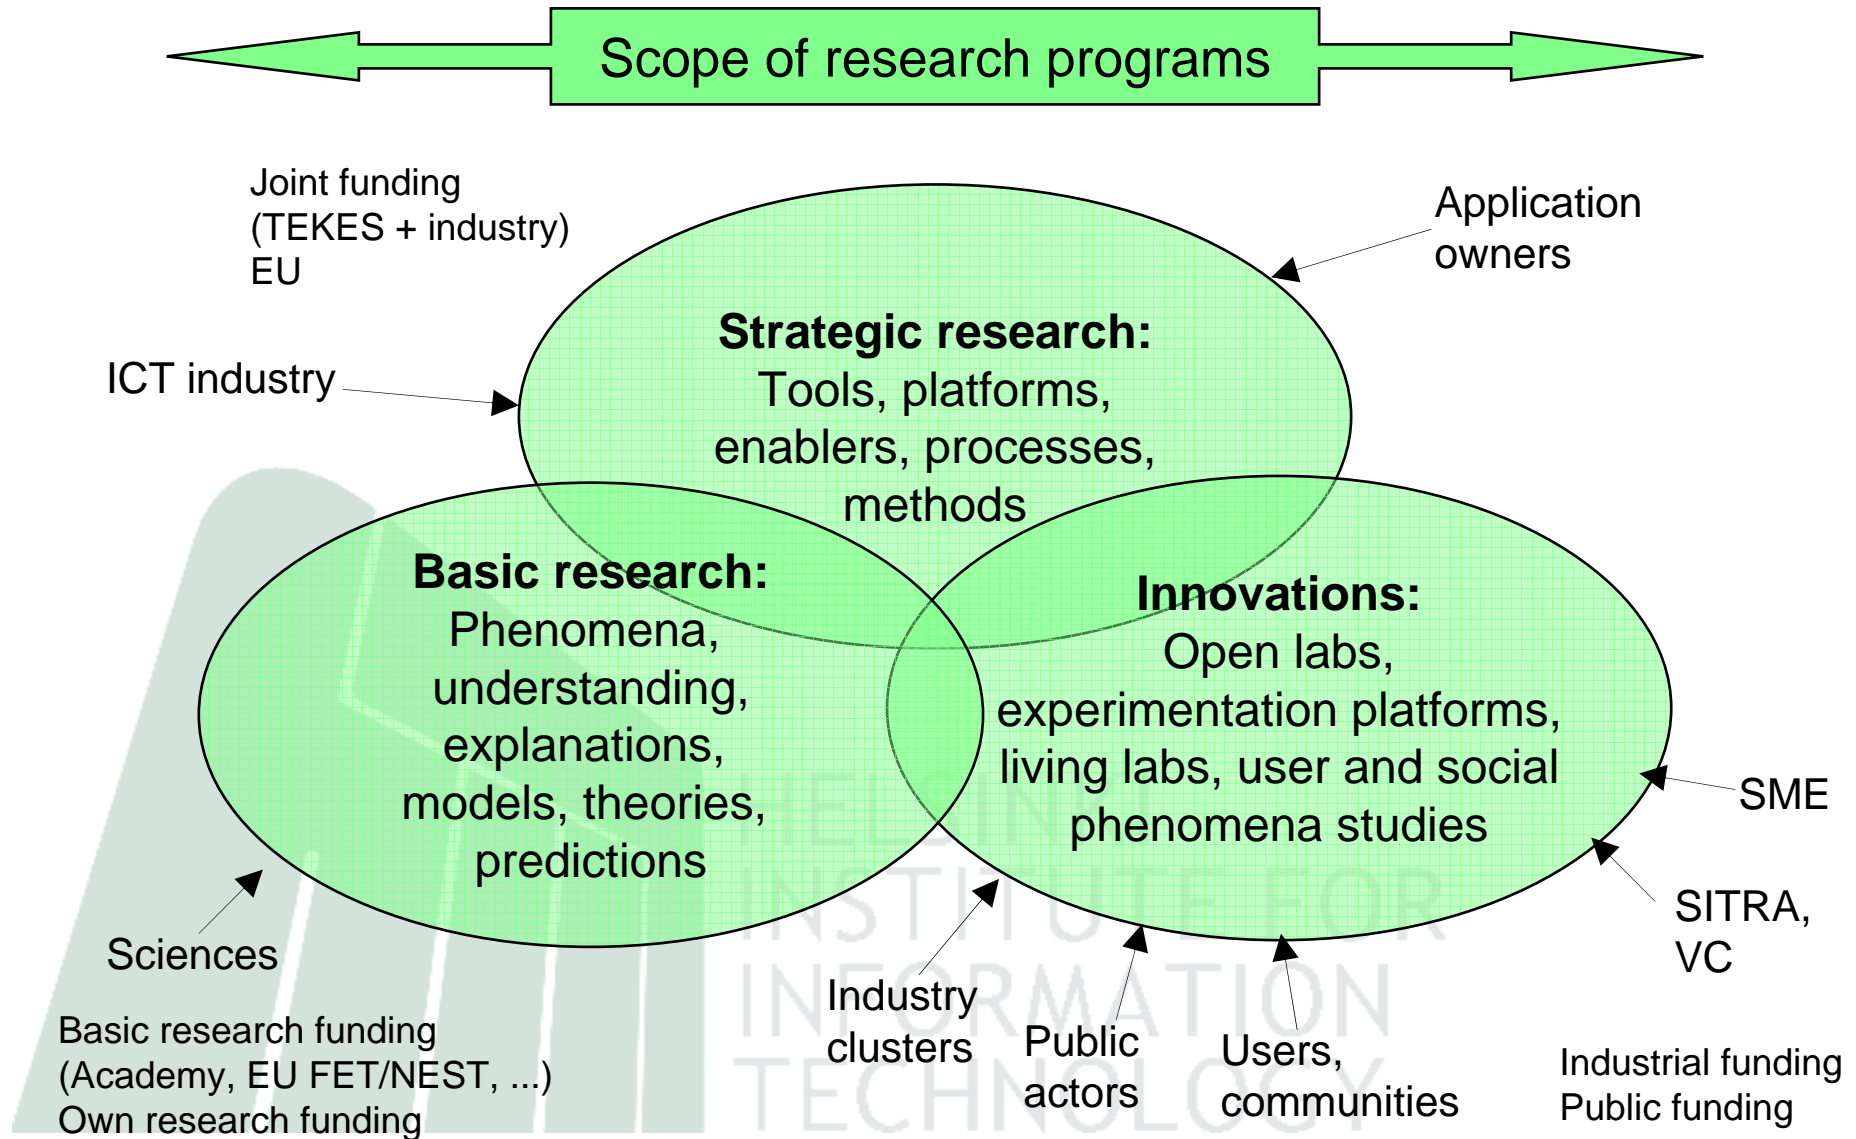 Scope of research programs
Joint funding
(TEKES + industry)
EU
Application
owners
ICT industry
Strategic research:
Tools, platforms,
enablers, processes,
methods
Basic research:
Phenomena,
understanding,
explanations,
models, theories,
predictions
Innovations:
Open labs,
experimentation platforms,
living labs, user and social
phenomena studies
SME
SITRA,
VC
Sciences
Industry
clusters
Public
actors
Users,
communities
Basic research funding
(Academy, EU FET/NEST, ...)
Own research funding
Industrial funding
Public funding
HELSINKI
INSTITUTE FOR
INFORMATION
TECHNOLOGY